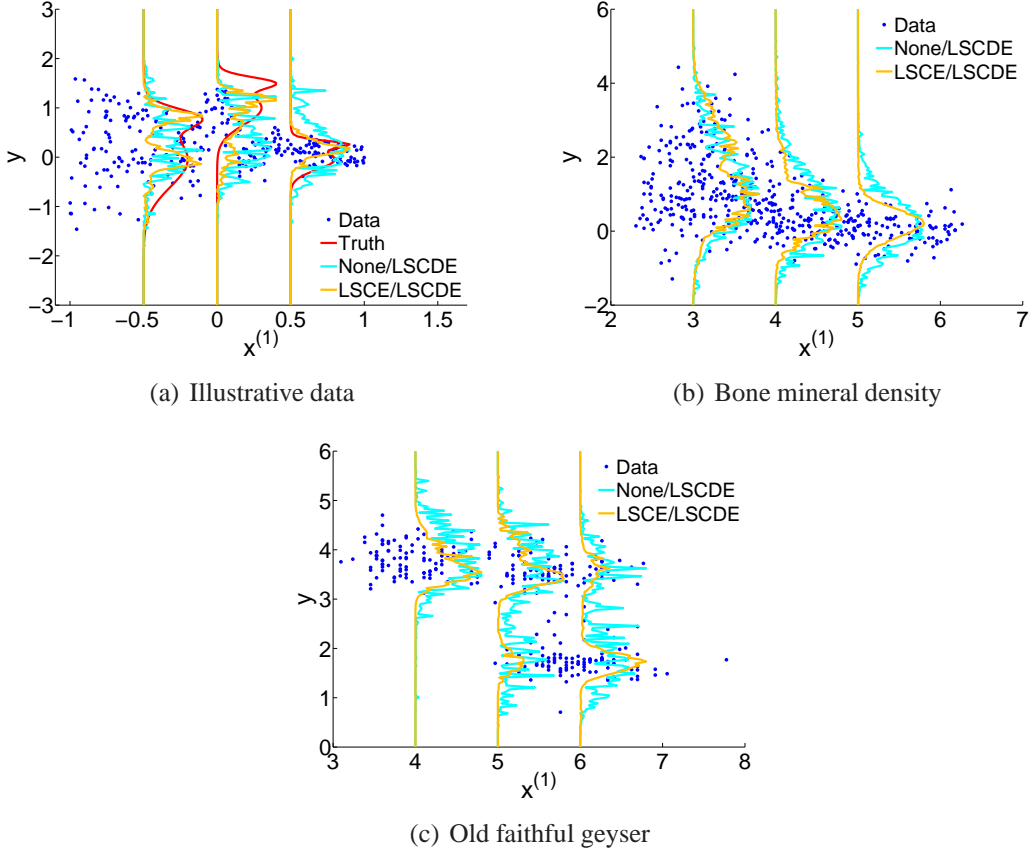 3
2
1
0
−1
−2
−3
y
Data
Truth
None/LSCDE
LSCE/LSCDE
−1 −0.5 0 0.5 1 1.5
x(1)
(a) Illustrative data
6
4
2
0
−2
y
Data
None/LSCDE
LSCE/LSCDE
2 3 4 5 6 7
x(1)
(b) Bone mineral density
6
5
4
3
2
1
0
y
Data
None/LSCDE
LSCE/LSCDE
3 4 5 6 7 8
x(1)
(c) Old faithful geyser